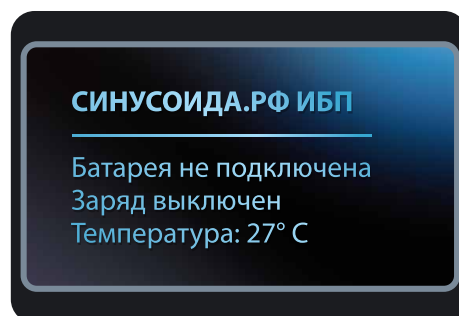 СИНУСОИДА.РФ ИБП
Батарея не подключена
Заряд выключен
Температура: 27° C